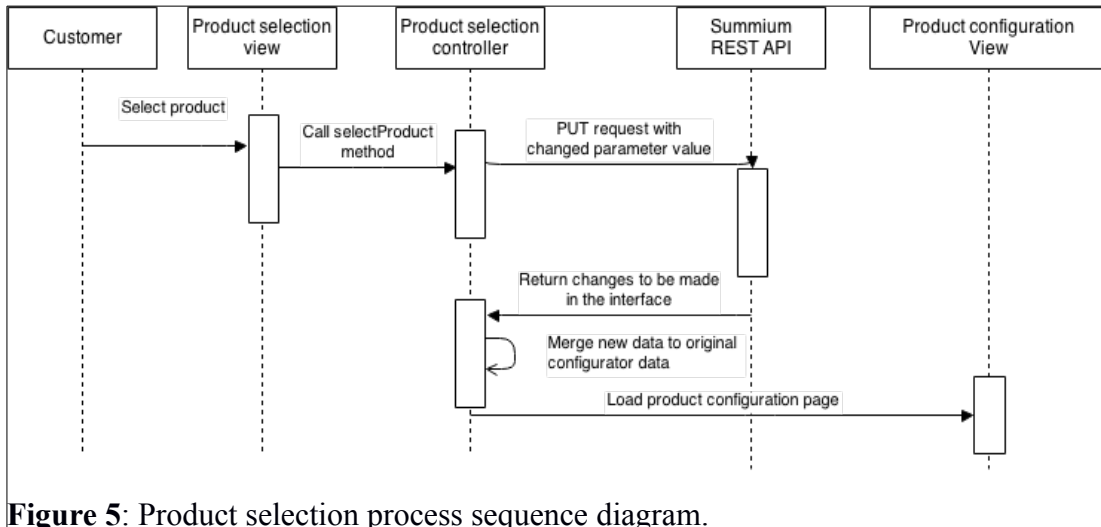 Customer
Product selection
view
Product selection
controller
Summium
REST API
Product configuration
View
Select product
Call selectProduct
method
PUT request with
changed parameter value
Return changes to be made
in the interface
Merge new data to original
configurator data
Load product configuration page
Figure 5: Product selection process sequence diagram.